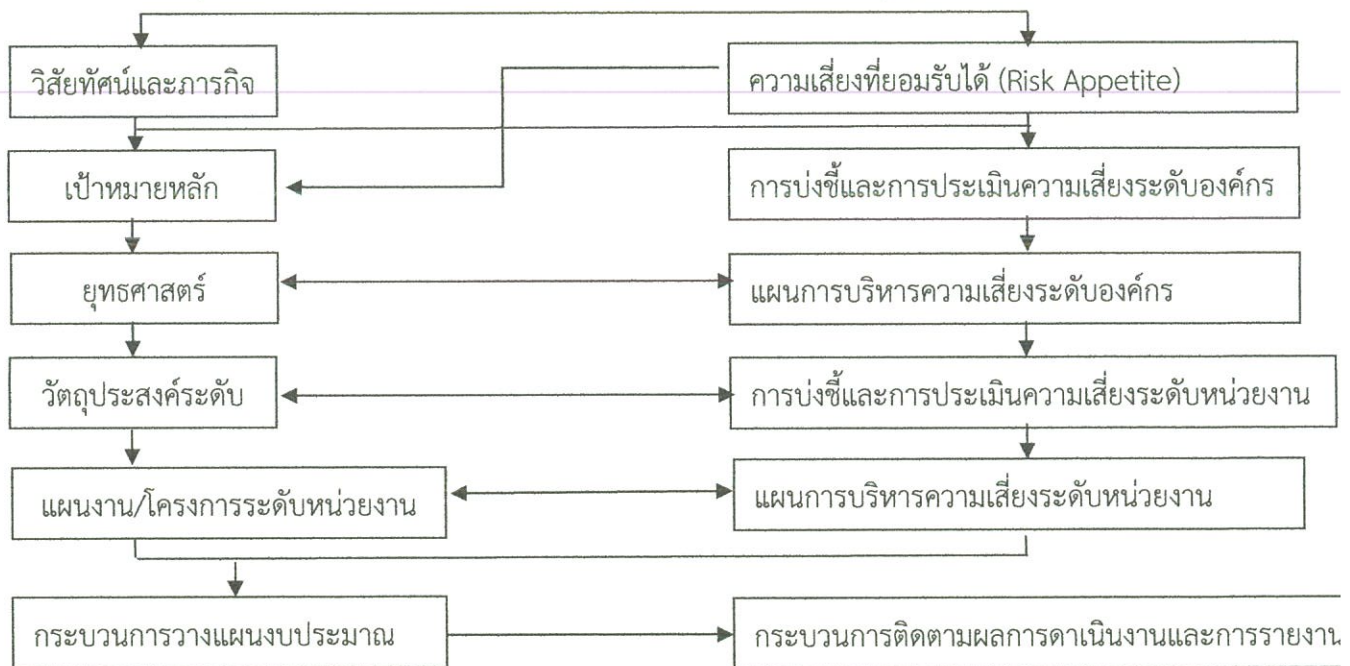 วิสัยทัศน์และภารกิจ
ความเสี่ยงที่ยอมรับได้ (Risk Appetite)
เป้าหมายหลัก
การบ่งชี้และการประเมินความเสี่ยงระดับองค์กร
ยุทธศาสตร์
แผนการบริหารความเสี่ยงระดับองค์กร
วัตถุประสงค์ระดับ
การบ่งชี้และการประเมินความเสี่ยงระดับหน่วยงาน
แผนงาน/โครงการระดับหน่วยงาน
แผนการบริหารความเสี่ยงระดับหน่วยงาน
กระบวนการวางแผนงบประมาณ
กระบวนการติดตามผลการดาเนินงานและการรายงาน